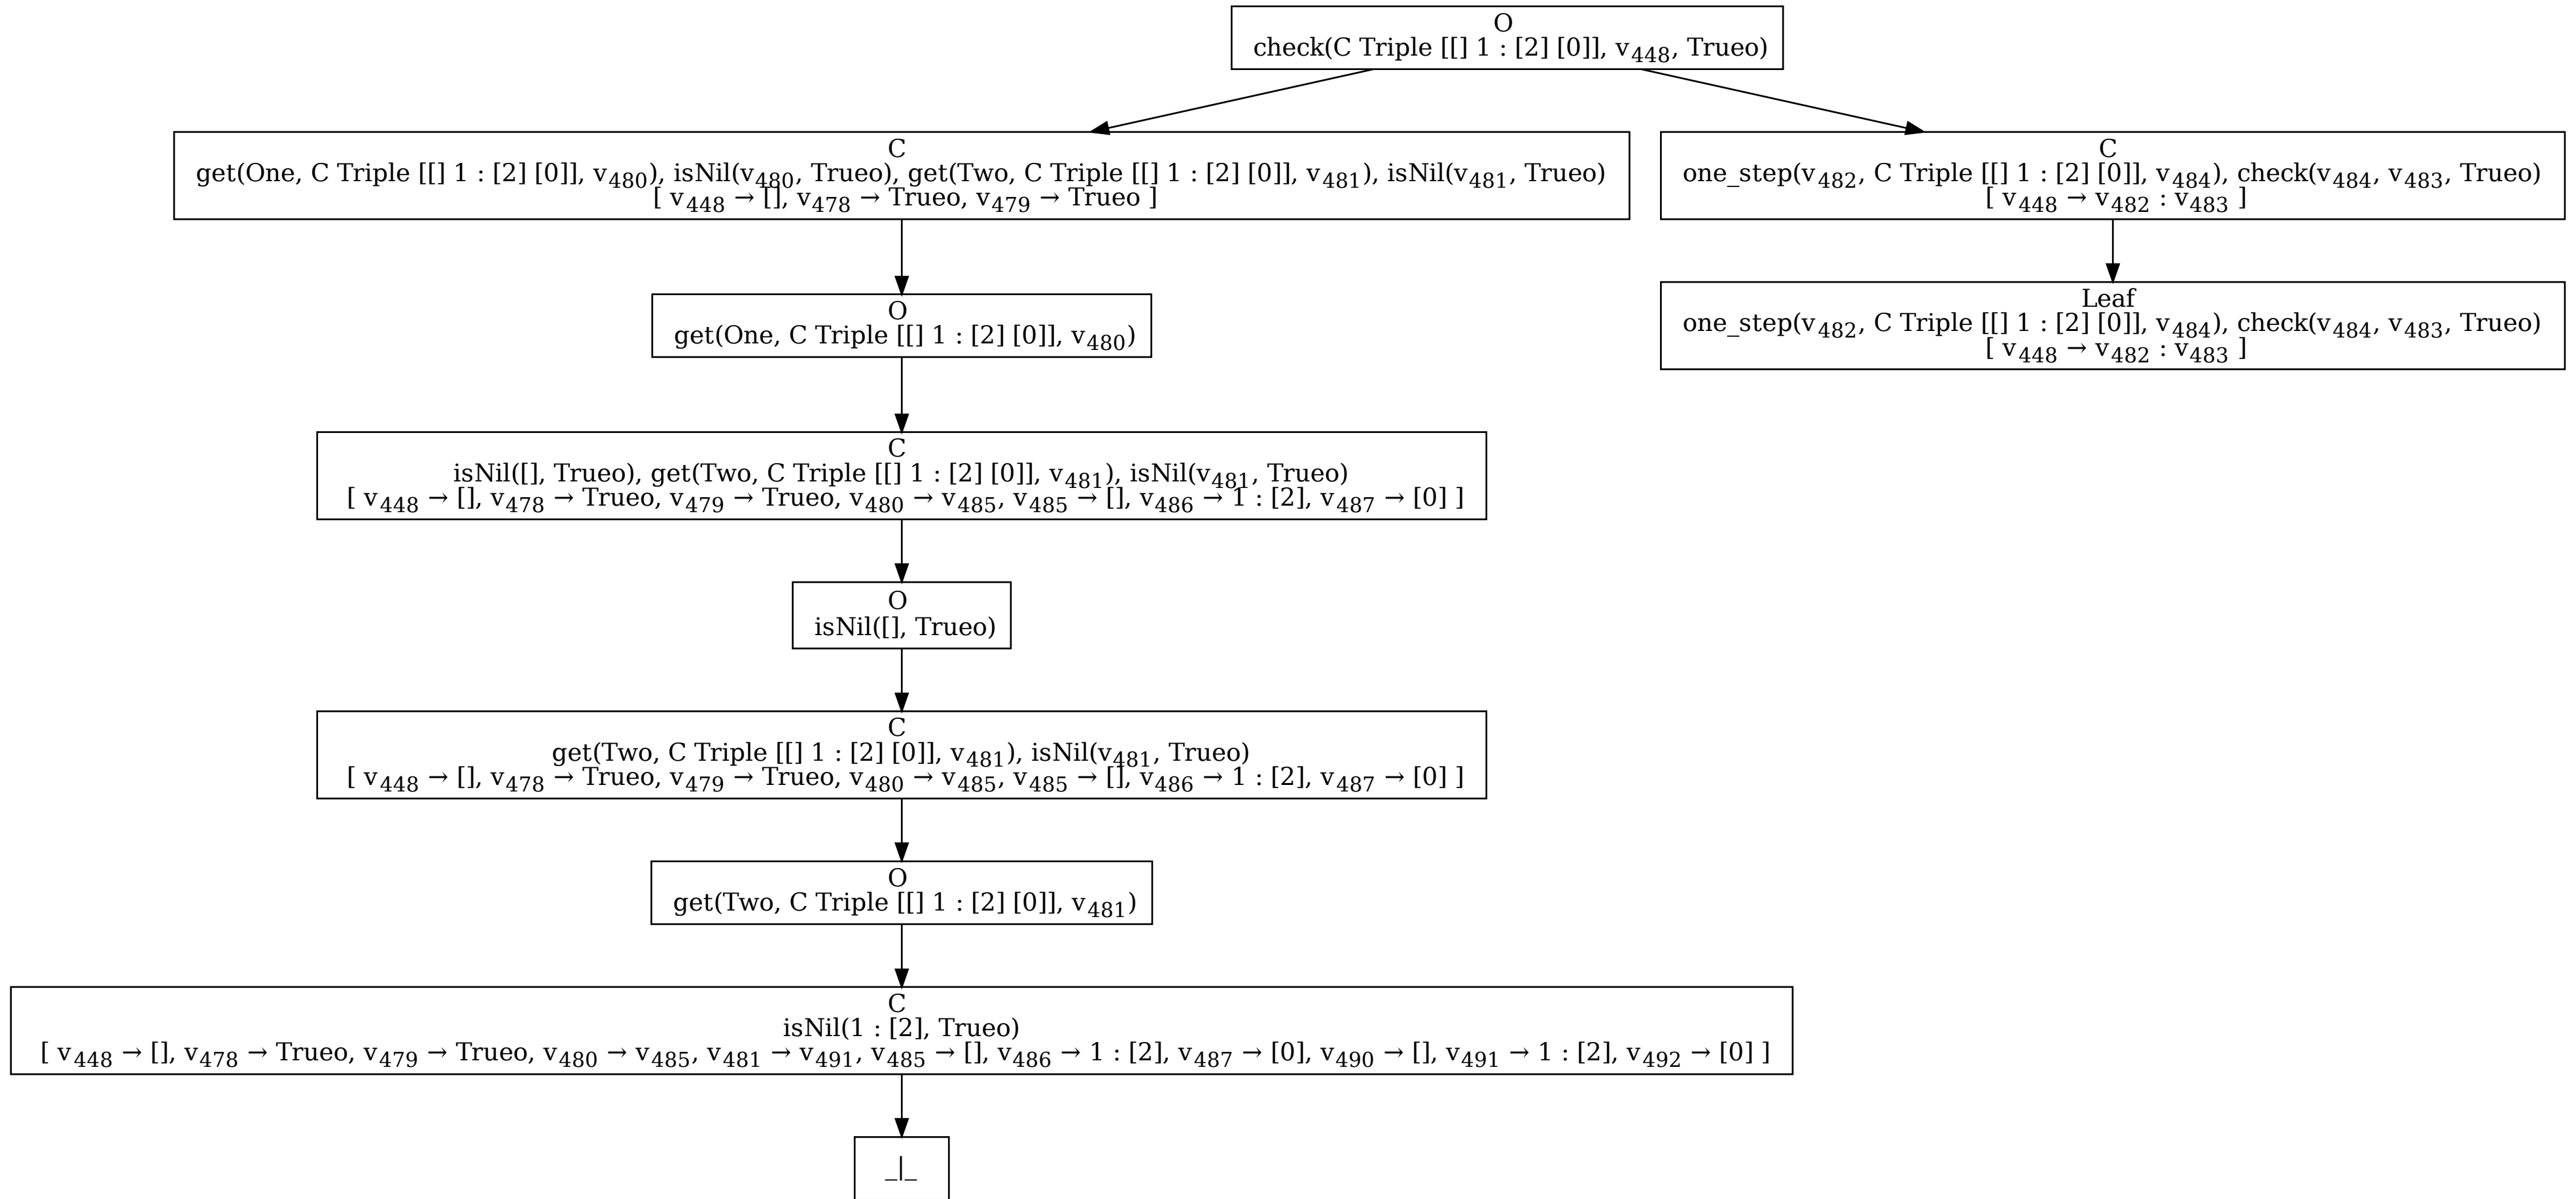 O
check(C Triple [[] 1 : [2] [0]], v448, Trueo)
C
get(One, C Triple [[] 1 : [2] [0]], v480), isNil(v480, Trueo), get(Two, C Triple [[] 1 : [2] [0]], v481), isNil(v481, Trueo)
[ v448 → [], v478 → Trueo, v479 → Trueo ]
C
one_step(v482, C Triple [[] 1 : [2] [0]], v484), check(v484, v483, Trueo)
[ v448 → v482 : v483 ]
O
get(One, C Triple [[] 1 : [2] [0]], v480)
Leaf
one_step(v482, C Triple [[] 1 : [2] [0]], v484), check(v484, v483, Trueo)
[ v448 → v482 : v483 ]
C
isNil([], Trueo), get(Two, C Triple [[] 1 : [2] [0]], v481), isNil(v481, Trueo)
[ v448 → [], v478 → Trueo, v479 → Trueo, v480 → v485, v485 → [], v486 → 1 : [2], v487 → [0] ]
O
isNil([], Trueo)
C
get(Two, C Triple [[] 1 : [2] [0]], v481), isNil(v481, Trueo)
[ v448 → [], v478 → Trueo, v479 → Trueo, v480 → v485, v485 → [], v486 → 1 : [2], v487 → [0] ]
O
get(Two, C Triple [[] 1 : [2] [0]], v481)
C
isNil(1 : [2], Trueo)
[ v448 → [], v478 → Trueo, v479 → Trueo, v480 → v485, v481 → v491, v485 → [], v486 → 1 : [2], v487 → [0], v490 → [], v491 → 1 : [2], v492 → [0] ]
_|_